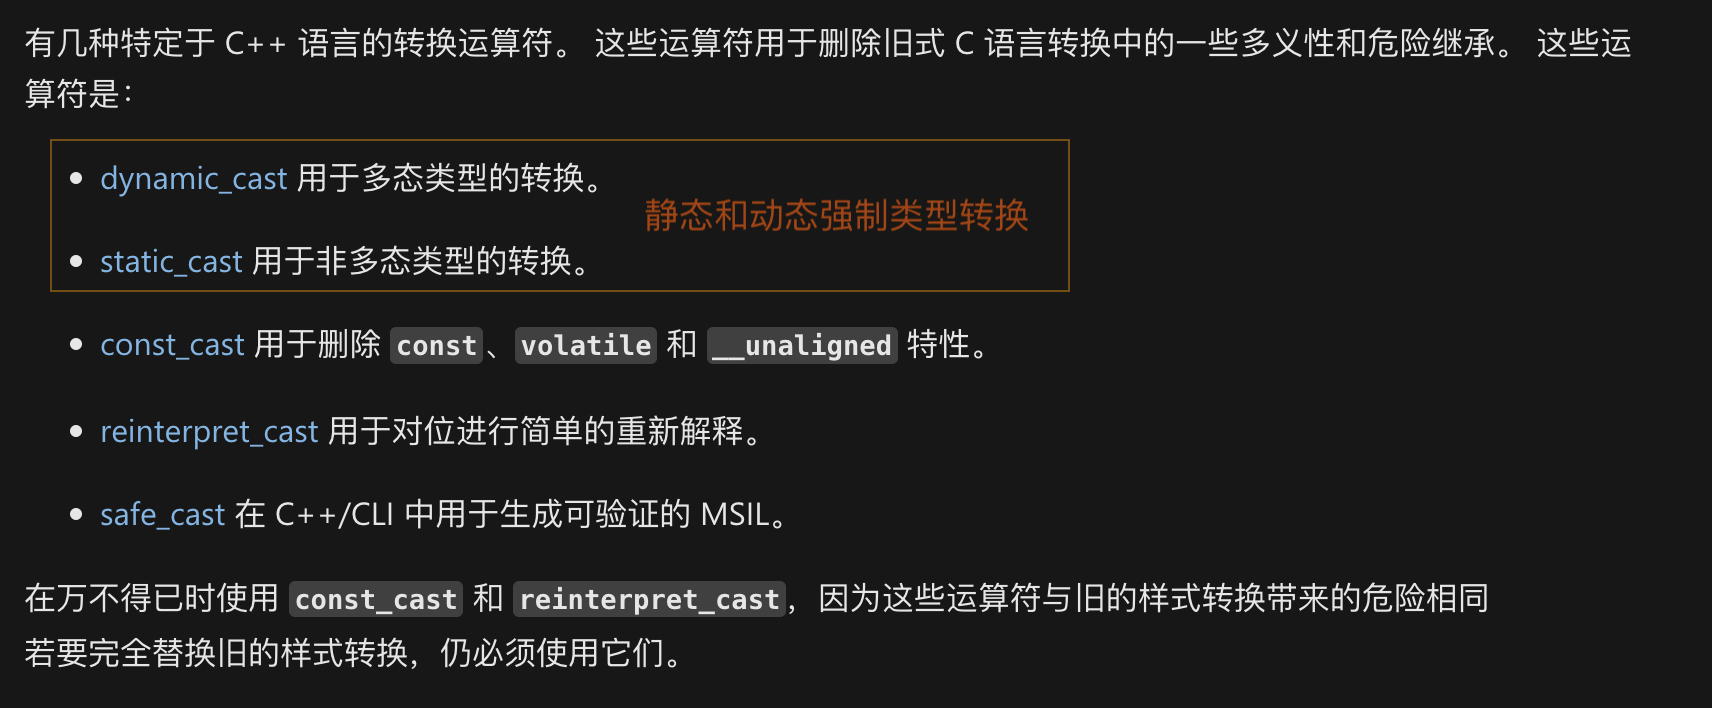 有几种特定于 C++ 语言的转换运算符。 这些运算符用于删除旧式 C 语言转换中的一些多义性和危险继承。 这些运
算符是：
• dynamic_cast 用于多态类型的转换。
静态和动态强制类型转换
• static_cast 用于非多态类型的转换。
• const_cast 用于删除 const、volatile 和 __unaligned 特性。
• reinterpret_cast 用于对位进行简单的重新解释。
• safe_cast 在 C++/CLI 中用于生成可验证的 MSIL。
在万不得已时使用 const_cast 和 reinterpret_cast，因为这些运算符与旧的样式转换带来的危险相同
若要完全替换旧的样式转换，仍必须使用它们。